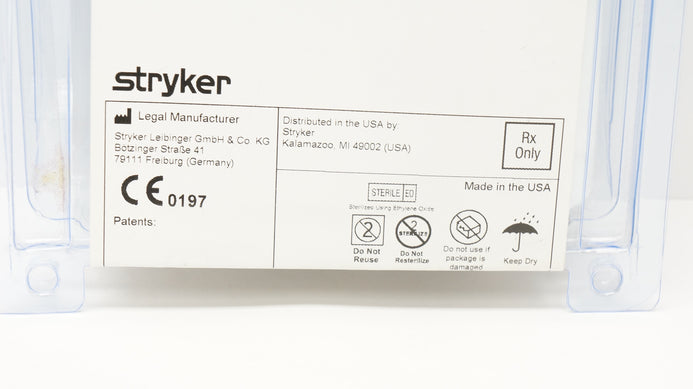 stryker
Legal Manufacturer
Stryker Leibinger GmbH & Co. KG
Botzinger Straße 41
79111 Freiburg (Germany)
CE 0197
Patents:
Distributed in the USA by:
Stryker
Kalamazoo, MI 49002 (USA)
Rx
Only
Made in the USA
STERILE EO
Sterilized Using Ethylene Oxide
2
Do Not
Reuse
2
STERILIZE
Do Not
Resterilize
Do not use if
package is
damaged
Keep Dry